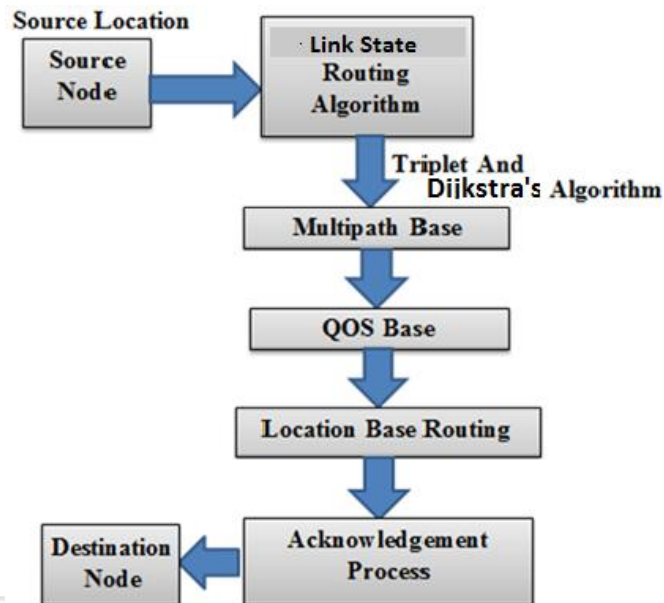 Source Location
Source
Node
Link State
Routing
Algorithm
Triplet And
Dijkstra's Algorithm
Multipath Base
QOS Base
Location Base Routing
Acknowledgement
Process
Destination
Node